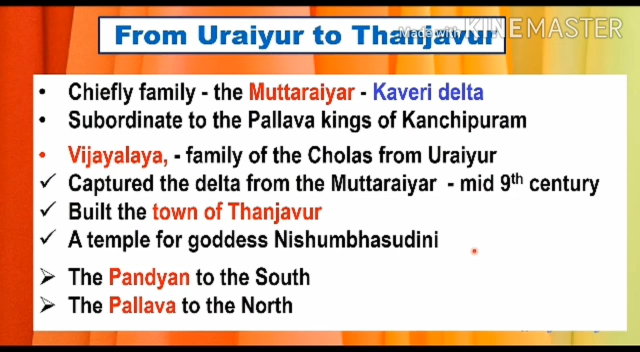 From Uraiyur to Thanjavur
Made with KINEMASTER
• Chiefly family - the Muttaraiyar - Kaveri delta
• Subordinate to the Pallava kings of Kanchipuram
• Vijayalaya, - family of the Cholas from Uraiyur
✓ Captured the delta from the Muttaraiyar - mid 9th century
✓ Built the town of Thanjavur
✓ A temple for goddess Nishumbhasudini
➢ The Pandyan to the South
➢ The Pallava to the North